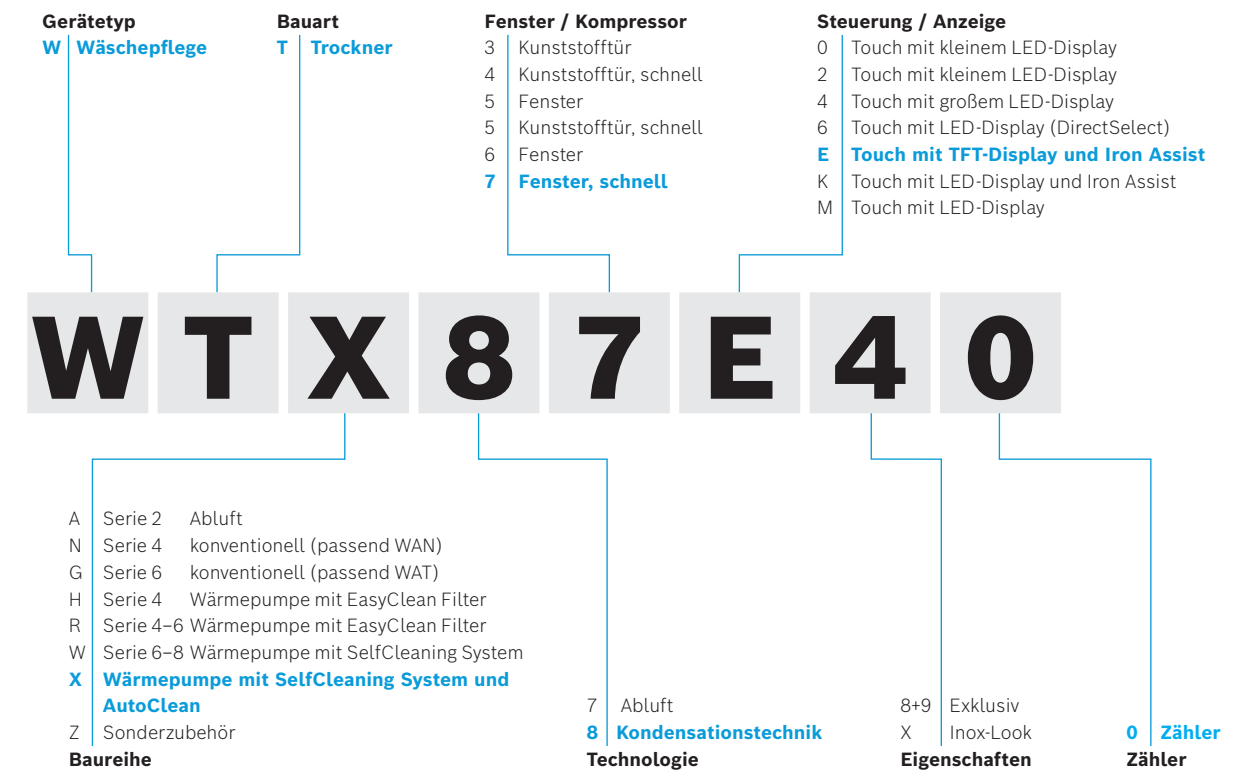 Gerätetyp
W Wäschepflege
Bauart
T Trockner
Fenster / Kompressor
3 Kunststofftür
4 Kunststofftür, schnell
5 Fenster
5 Kunststofftür, schnell
6 Fenster
7 Fenster, schnell
Steuerung / Anzeige
0 Touch mit kleinem LED-Display
2 Touch mit kleinem LED-Display
4 Touch mit großem LED-Display
6 Touch mit LED-Display (DirectSelect)
E Touch mit TFT-Display und Iron Assist
K Touch mit LED-Display und Iron Assist
M Touch mit LED-Display
W T X 8 7 E 4 0
A Serie 2 Abluft
N Serie 4 konventionell (passend WAN)
G Serie 6 konventionell (passend WAT)
H Serie 4 Wärmepumpe mit EasyClean Filter
R Serie 4–6 Wärmepumpe mit EasyClean Filter
W Serie 6–8 Wärmepumpe mit SelfCleaning System
X Wärmepumpe mit SelfCleaning System und
AutoClean
Z Sonderzubehör
Baureihe
7 Abluft
8 Kondensationstechnik
Technologie
8+9 Exklusiv
X Inox-Look
Eigenschaften
0 Zähler
Zähler